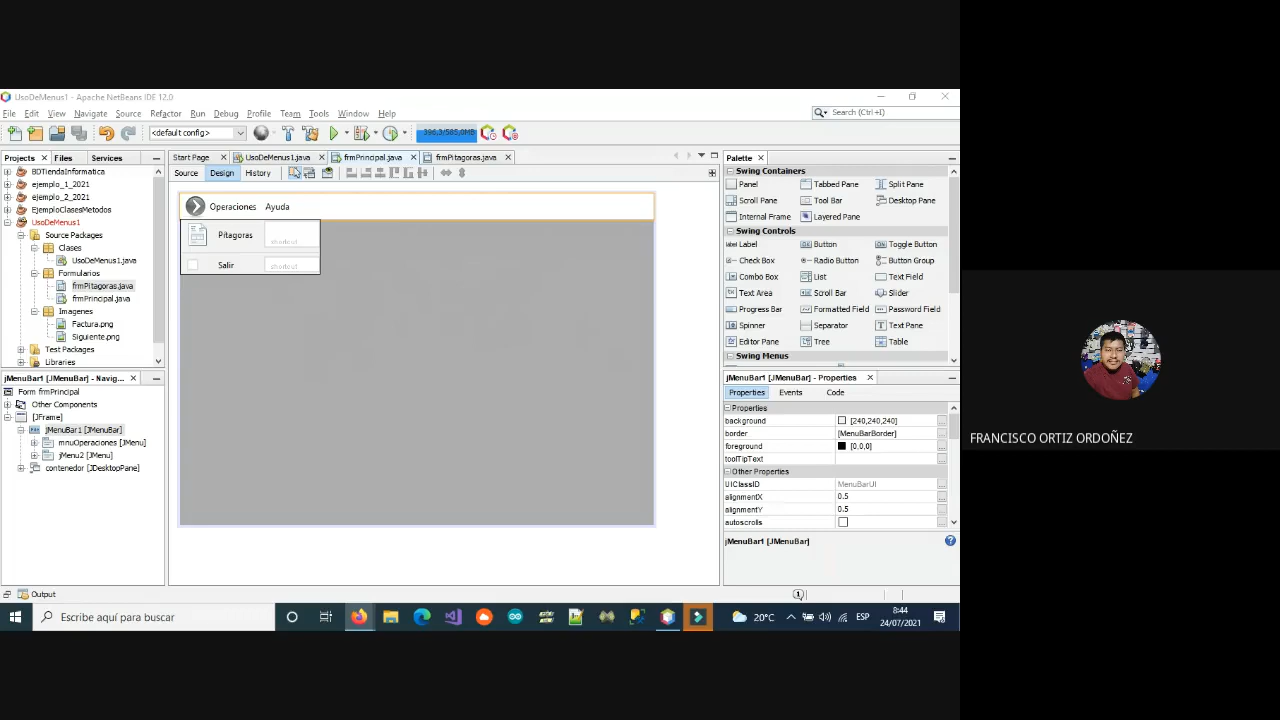 UsoDeMenus1 - Apache NetBeans IDE 12.0
File Edit View Navigate Source Refactor Run Debug Profile Team Tools Window Help
Search (Ctrl+I)
<default config>
396,3/585,0MB
Projects Files Services
Start Page UsoDeMenus1.java frmPrincipal.java frmPitagoras.java
Source Design History
BDTiendaInformatica
ejemplo_1_2021
ejemplo_2_2021
EjemploClasesMetodos
UsoDeMenus1
Source Packages
Clases
UsoDeMenus1.java
Formularios
frmPitagoras.java
frmPrincipal.java
Imagenes
Factura.png
Siguiente.png
Test Packages
Libraries
Operaciones Ayuda
Pitagoras shortcut
Salir shortcut
Palette
Swing Containers
Panel Tabbed Pane Split Pane
Scroll Pane Tool Bar Desktop Pane
Internal Frame Layered Pane
Swing Controls
Label Button Toggle Button
Check Box Radio Button Button Group
Combo Box List Text Field
Text Area Scroll Bar Slider
Progress Bar Formatted Field Password Field
Spinner Separator Text Pane
Editor Pane Tree Table
Swing Menus
jMenuBar1 [JMenuBar] - Navig...
Form frmPrincipal
Other Components
[JFrame]
jMenuBar1 [JMenuBar]
mnuOperaciones [JMenu]
jMenu2 [JMenu]
contenedor [JDesktopPane]
jMenuBar1 [JMenuBar] - Properties
Properties Events Code
Properties
background [240,240,240]
border [MenuBarBorder]
foreground [0,0,0]
toolTipText
Other Properties
UIClassID MenuBarUI
alignmentX 0.5
alignmentY 0.5
autoscrolls
jMenuBar1 [JMenuBar]
Output
Escribe aquí para buscar
20°C
ESP
8:44
24/07/2021
FRANCISCO ORTIZ ORDOÑEZ